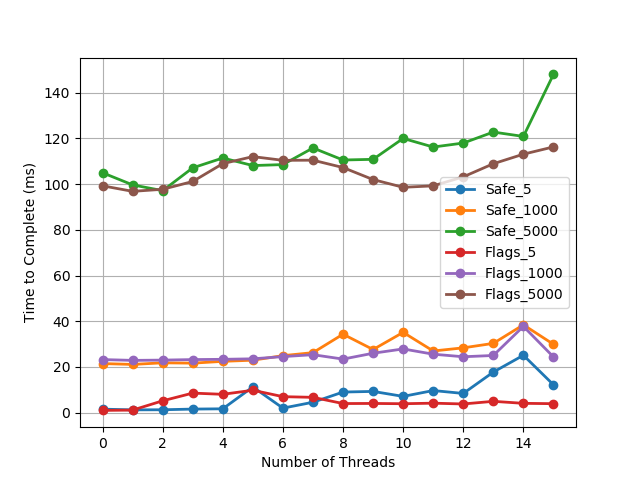 140
120
100
80
60
40
20
0
Time to Complete (ms)
Safe_5
Safe_1000
Safe_5000
Flags_5
Flags_1000
Flags_5000
0 2 4 6 8 10 12 14
Number of Threads